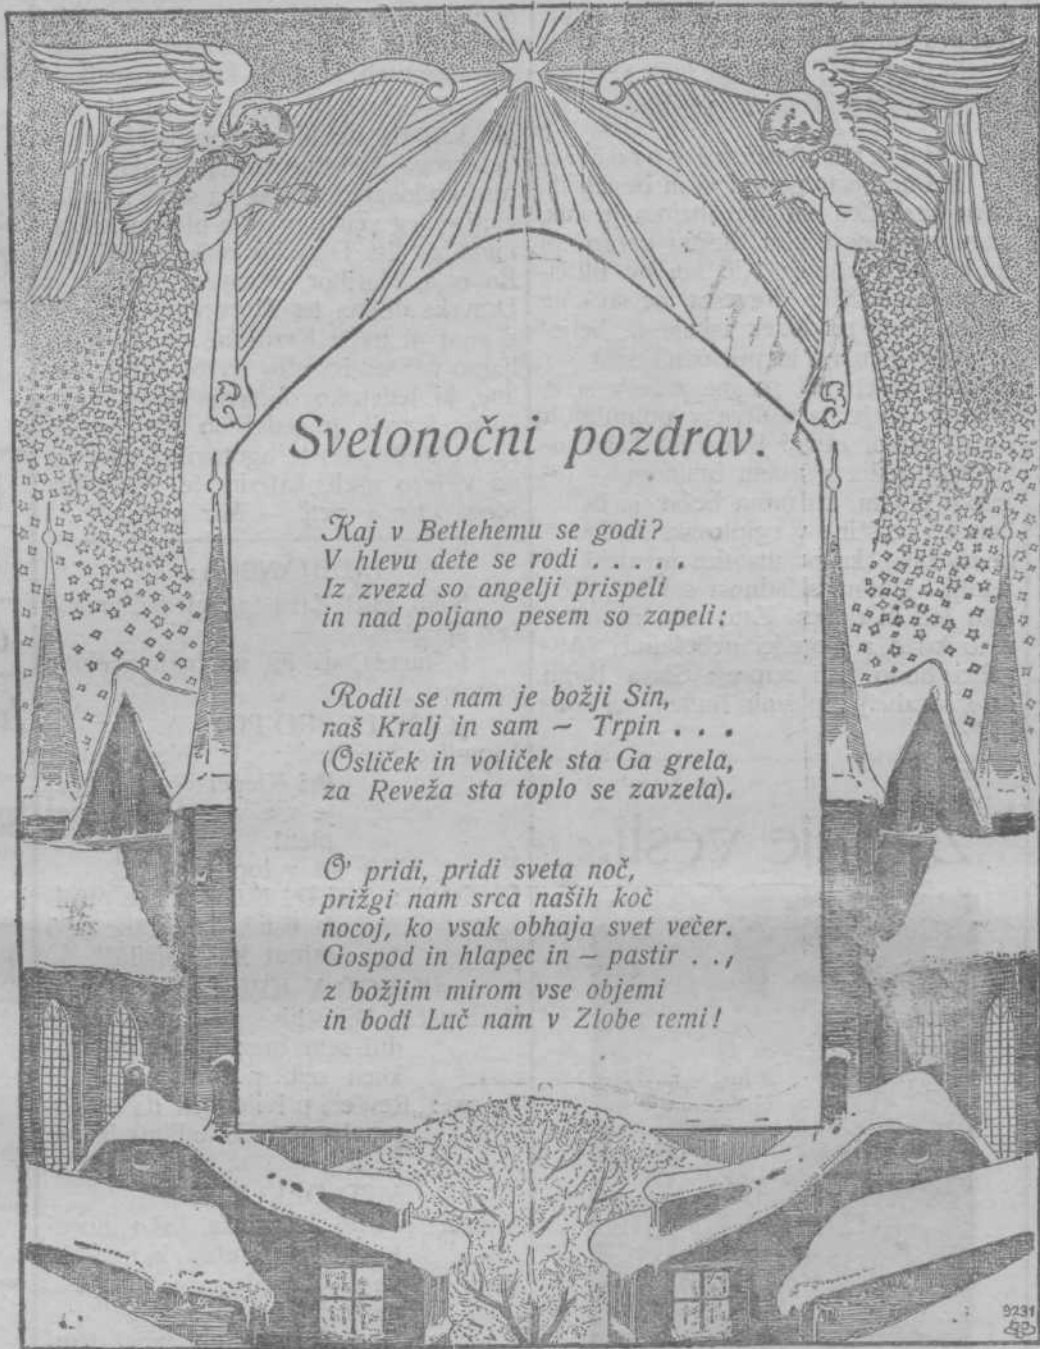 Svetonočni pozdrav.
Kaj v Betlehemu se godi?
V hlevu dete se rodi . . . . .
Iz zvezd so angelji prispeli
in nad poljano pesem so zapeli:
Rodil se nam je božji Sin,
naš Kralj in sam – Trpin . . .
(Osliček in voliček sta Ga grela,
za Reveža sta toplo se zavzela).
O' pridi, pridi sveta noč,
prižgi nam srca naših koč
nocoj, ko vsak obhaja svet večer.
Gospod in hlapec in – pastir . . ,
z božjim mirom vse objemi
in bodi Luč nam v Zlobe temi!
9231